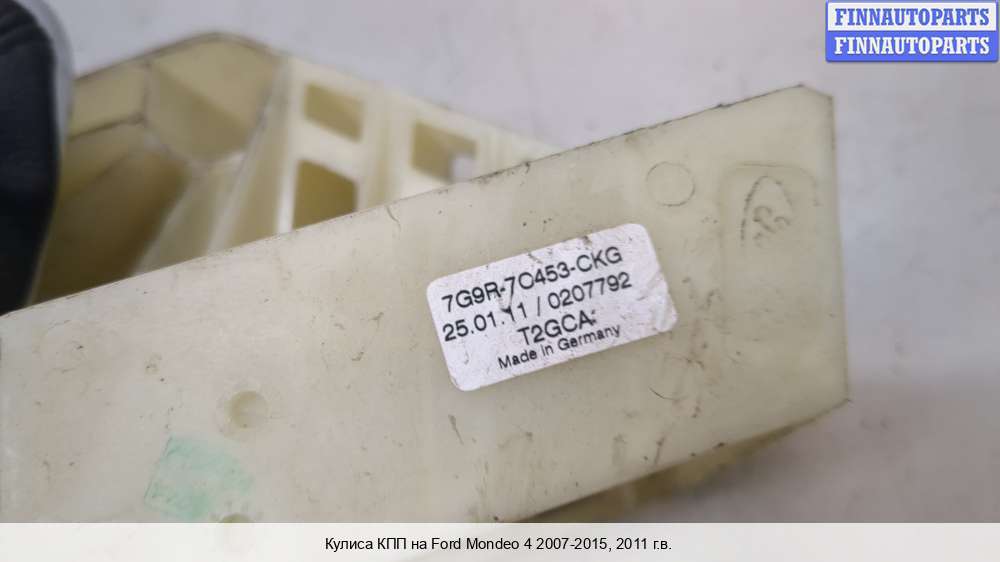 FINNAUTOPARTS
FINNAUTOPARTS
7G9R-7C453-CKG
25.01.11 / 0207792
T2GCA
Made in Germany
Кулиса КПП на Ford Mondeo 4 2007-2015, 2011 г.в.